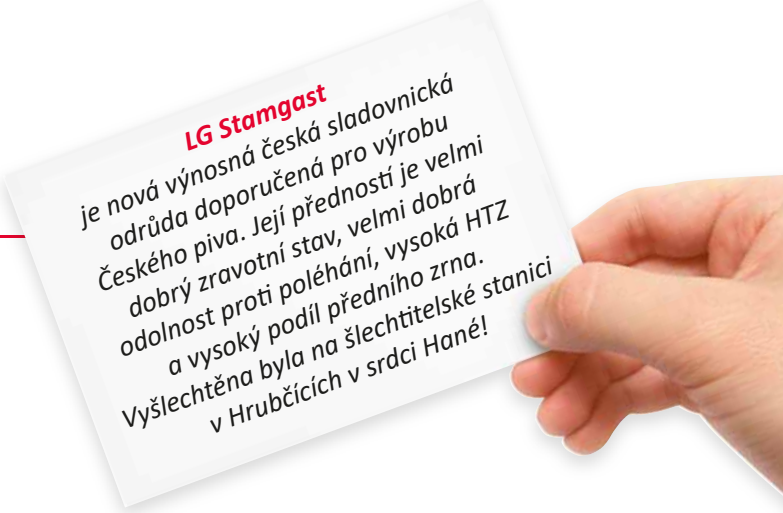 LG Stamgast
je nová výnosná česká sladovnická
odrůda doporučená pro výrobu
Českého piva. Její předností je velmi
dobrý zravotní stav, velmi dobrá
odolnost proti poléhání, vysoká HTZ
a vysoký podíl předního zrna.
Vyšlechtěna byla na šlechtitelské stanici
v Hrubčících v srdci Hané!